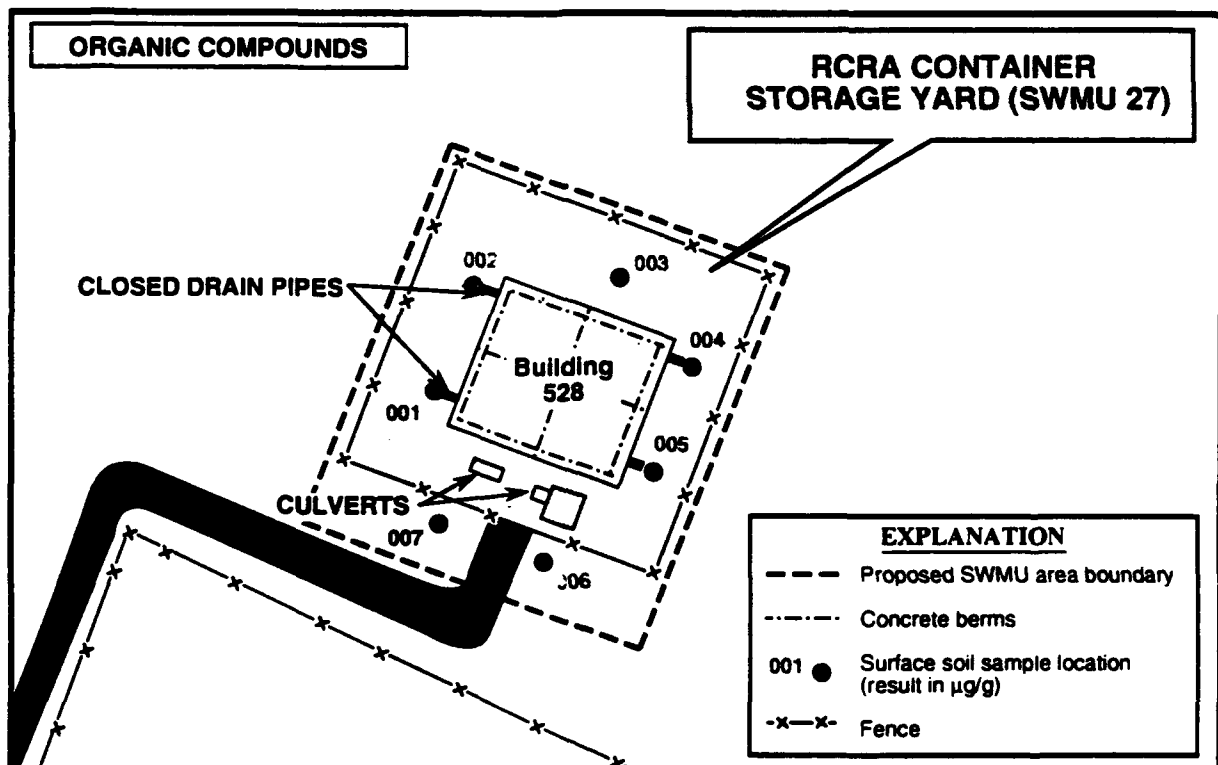 ORGANIC COMPOUNDS
RCRA CONTAINER
STORAGE YARD (SWMU 27)
002
003
CLOSED DRAIN PIPES
004
Building
528
001
005
CULVERTS
007
006
EXPLANATION
Proposed SWMU area boundary
Concrete berms
001
Surface soil sample location
(result in µg/g)
Fence